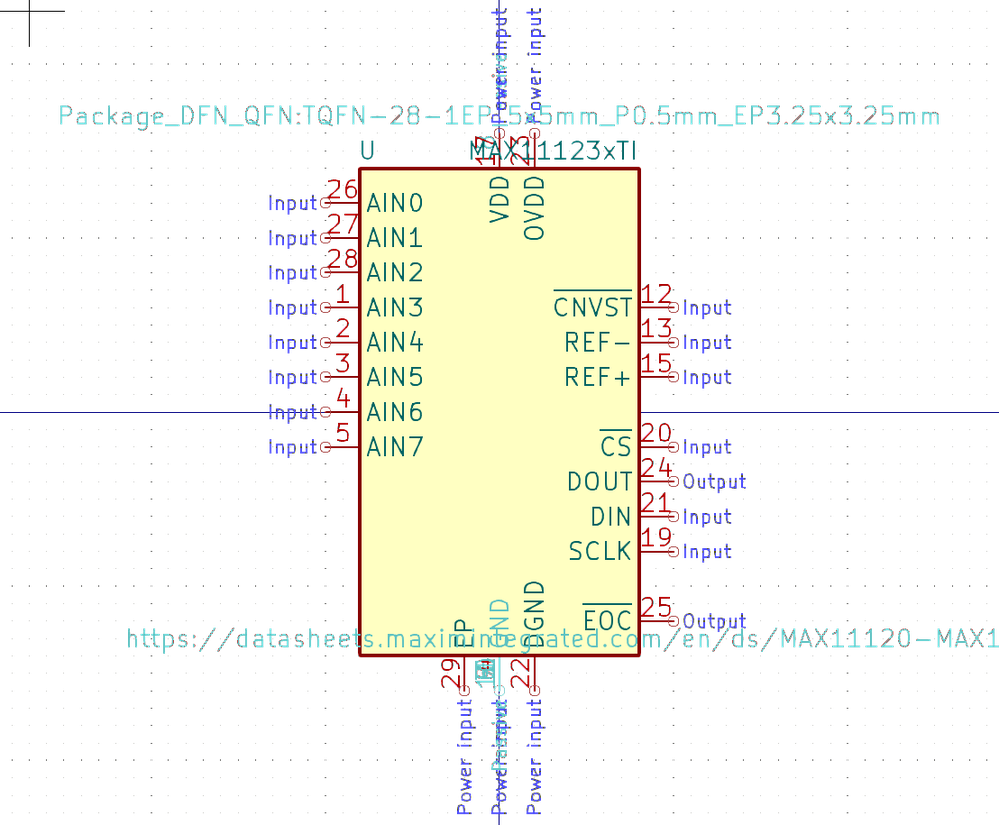 Power input
Power input
Package_DFN_QFN:TQFN-28-1EP_5x5mm_P0.5mm_EP3.25x3.25mm
U MAX11123xTI
17 23
VDD OVDD
Input 26 AIN0
Input 27 AIN1
Input 28 AIN2
Input 1 AIN3 CNVST 12 Input
Input 2 AIN4 REF- 13 Input
Input 3 AIN5 REF+ 15 Input
Input 4 AIN6
Input 5 AIN7 CS 20 Input
DOUT 24 Output
DIN 21 Input
SCLK 19 Input
EP GND DGND
EOC 25 Output
https://datasheets.maximintegrated.com/en/ds/MAX11120-MAX1
29 22
Power input
Power input
Power input